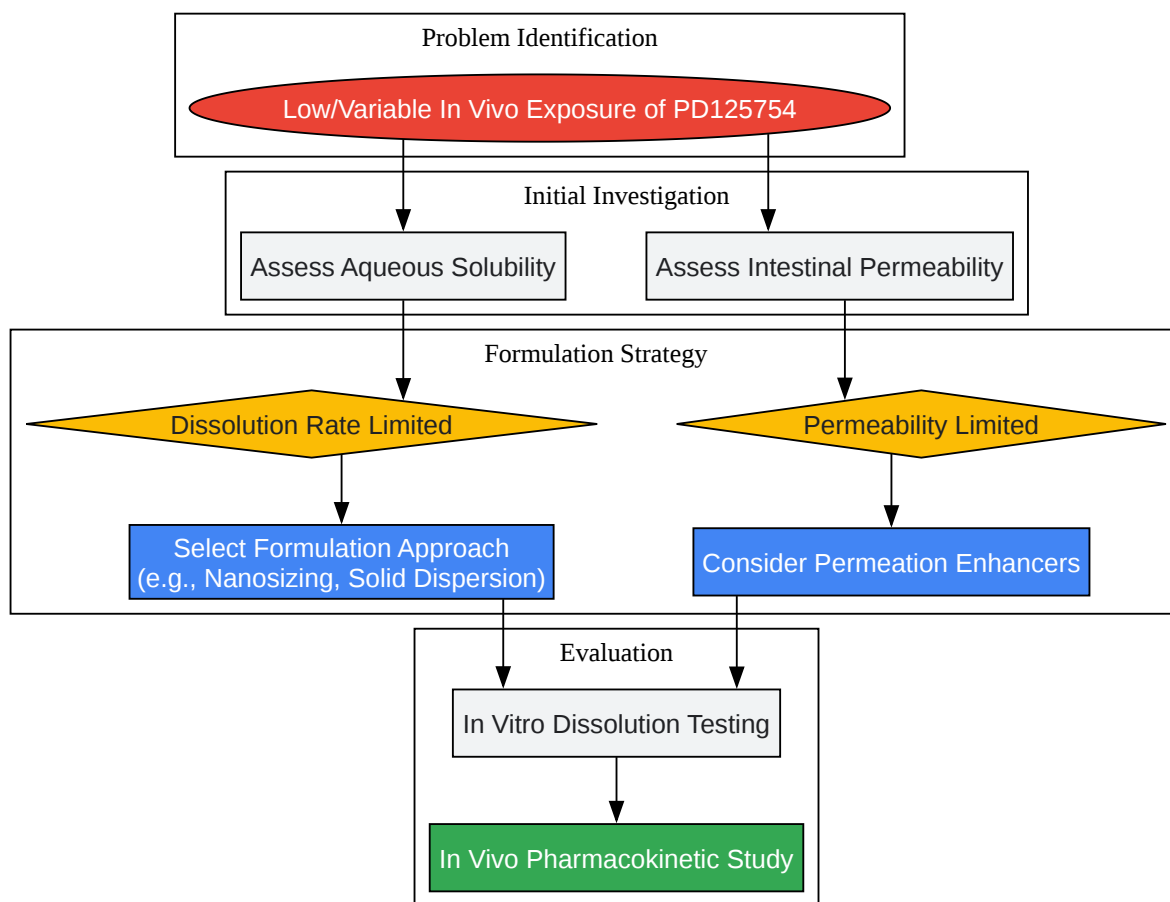 Problem Identification
Low/Variable In Vivo Exposure of PD125754
Initial Investigation
Assess Aqueous Solubility
Assess Intestinal Permeability
Formulation Strategy
Dissolution Rate Limited
Permeability Limited
Select Formulation Approach
(e.g., Nanosizing, Solid Dispersion)
Consider Permeation Enhancers
Evaluation
In Vitro Dissolution Testing
In Vivo Pharmacokinetic Study